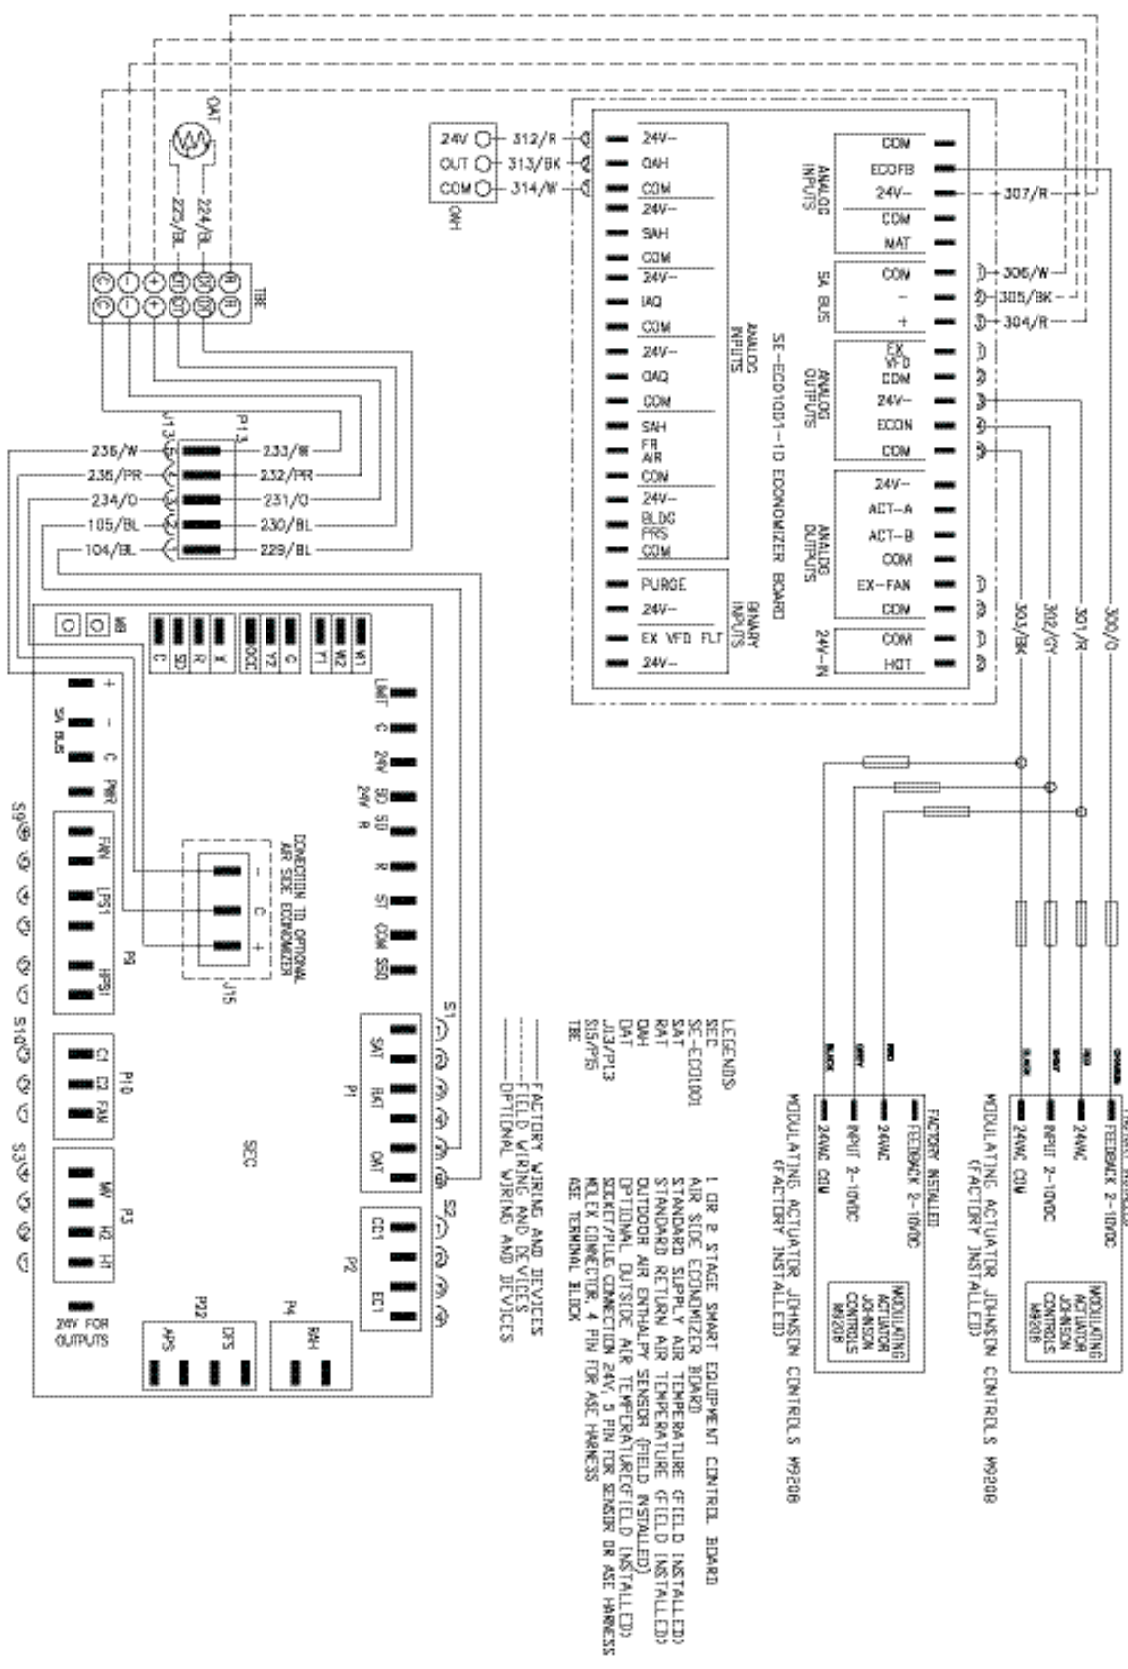 OAT
225/BL
224/BL
24V
OUT
COM
312/R
313/BK
314/W
OAH
24V~
OAH
COM
24V~
SAH
COM
24V~
IAQ
COM
24V~
OAQ
COM
SAH
FR
AIR
COM
24V~
BLDG
PRS
COM
PURGE
24V~
EX VFD FLT
24V~
ANALOG
INPUTS
BINARY
INPUTS
SE-ECO1001-1D ECONOMIZER BOARD
ANALOG
INPUTS
SA BUS
ANALOG
OUTPUTS
ANALOG
OUTPUTS
24V-IN
COM
ECOFB
24V~
COM
MAT
COM
-
+
EX
VFD
COM
24V~
ECON
COM
24V~
ACT-A
ACT-B
COM
EX-FAN
COM
COM
HOT
307/R
306/W
305/BK
304/R
303/BK
302/GY
301/R
300/O
C
-
+
OT
OT
R
TBE
J13
P13
236/W
235/PR
234/O
105/BL
104/BL
233/W
232/PR
231/O
230/BL
229/BL
C
SD
R
X
OCC
Y2
G
Y1
W2
W1
+
-
C
SA BUS
PWR
LIMIT
C
24V
SD
24V
SD
R
R
ST
COM
SSD
S9
FAN
LPS1
HPS1
P9
CONECTION TO OPTIONAL
AIR SIDE ECONOMIZER
-
C
+
J15
S10
C1
C2
FAN
P10
S3
MV
H2
H1
P3
24V FOR
OUTPUTS
SEC
S1
SAT
RAT
OAT
P1
S2
CC1
EC1
P2
P22
APS
DFS
P4
RAH
LEGENDS
SEC 1 OR 2 STAGE SMART EQUIPMENT CONTROL BOARD
SE-ECO1001 AIR SIDE ECONOMIZER BOARD
SAT STANDARD SUPPLY AIR TEMPERATURE (FIELD INSTALLED)
RAT STANDARD RETURN AIR TEMPERATURE (FIELD INSTALLED)
OAH OUTDOOR AIR ENTHALPY SENSOR (FIELD INSTALLED)
OAT OPTIONAL OUTSIDE AIR TEMPERATURE(FIELD INSTALLED)
J13/P13 SOCKET/PLUG CONNECTION 24V, 5 PIN FOR SENSOR OR ASE HARNESS
S15/P15 MOLEX CONNECTOR, 4 PIN FOR ASE HARNESS
TBE ASE TERMINAL BLOCK
FACTORY WIRING AND DEVICES
FIELD WIRING AND DEVICES
OPTIONAL WIRING AND DEVICES
BLACK
GREY
RED
FACTORY INSTALLED
FEEDBACK 2-10VDC
24VAC
INPUT 2-10VDC
24VAC COM
MODULATING
ACTUATOR
JOHNSON
CONTROLS
M9208
MODULATING ACTUATOR JOHNSON CONTROLS M9208
(FACTORY INSTALLED)
BLACK
GREY
RED
ORANGE
FEEDBACK 2-10VDC
24VAC
INPUT 2-10VDC
24VAC COM
MODULATING
ACTUATOR
JOHNSON
CONTROLS
M9208
MODULATING ACTUATOR JOHNSON CONTROLS M9208
(FACTORY INSTALLED)